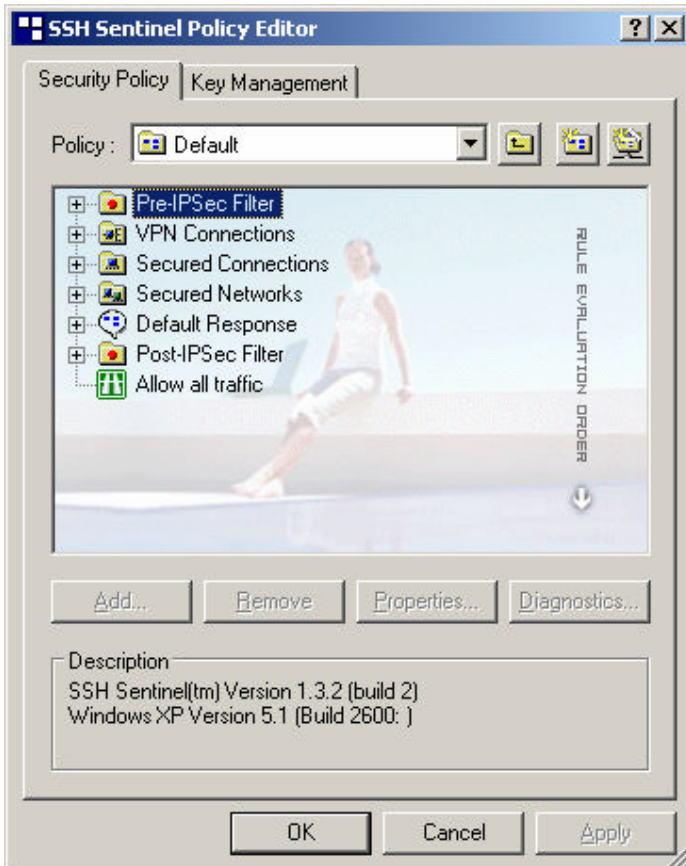 SSH Sentinel Policy Editor
Security Policy
Key Management
Policy :
Default
Pre-IPSec Filter
VPN Connections
Secured Connections
Secured Networks
Default Response
Post-IPSec Filter
Allow all traffic
RULE EVALUATION ORDER
Add...
Remove
Properties...
Diagnostics...
Description
SSH Sentinel(tm) Version 1.3.2 (build 2)
Windows XP Version 5.1 (Build 2600: )
OK
Cancel
Apply